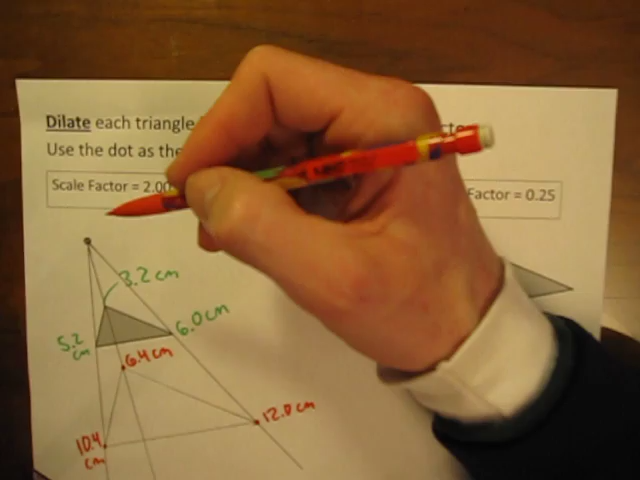 Dilate each triangle
Use the dot as the
Scale Factor = 2.00
Factor = 0.25
3.2 cm
5.2
cm
6.0 cm
6.4 cm
12.0 cm
10.4
cm